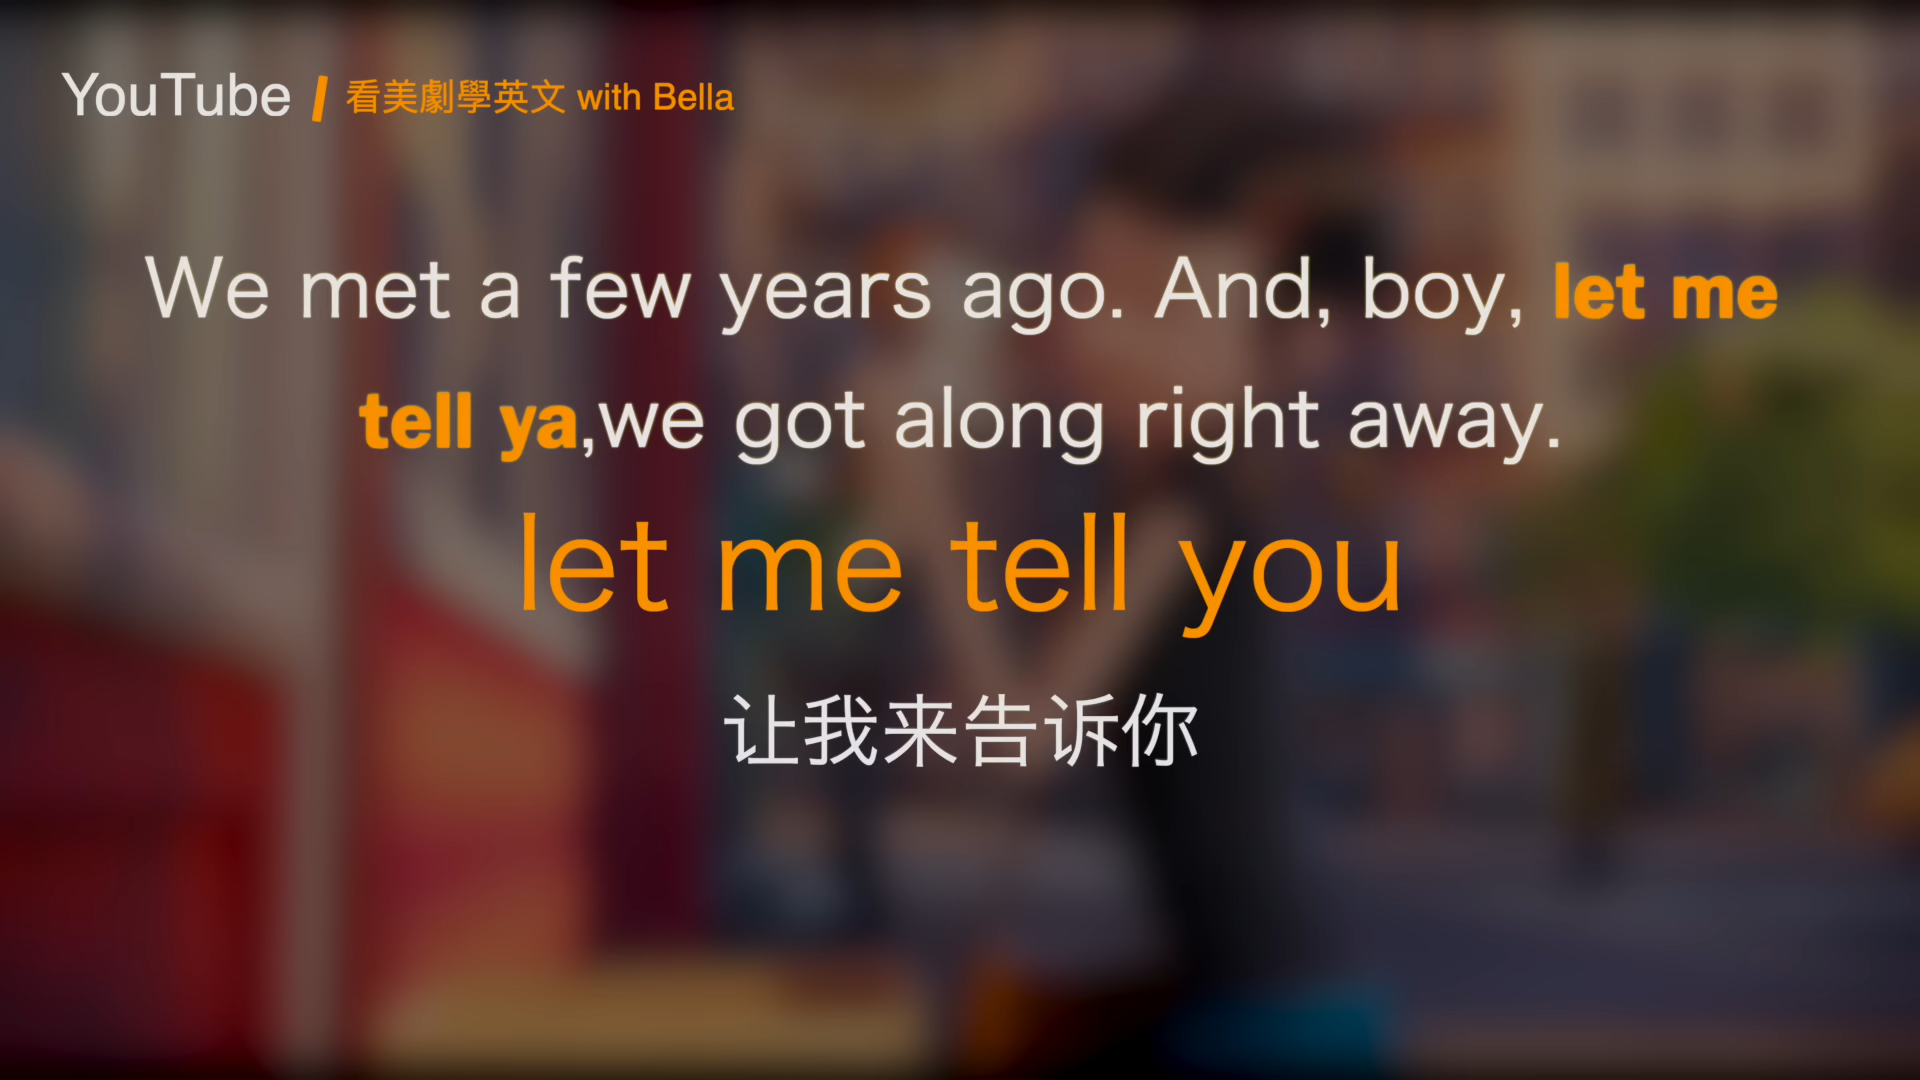 YouTube / 看美劇學英文 with Bella
We met a few years ago. And, boy, let me
tell ya,we got along right away.
let me tell you
让我来告诉你